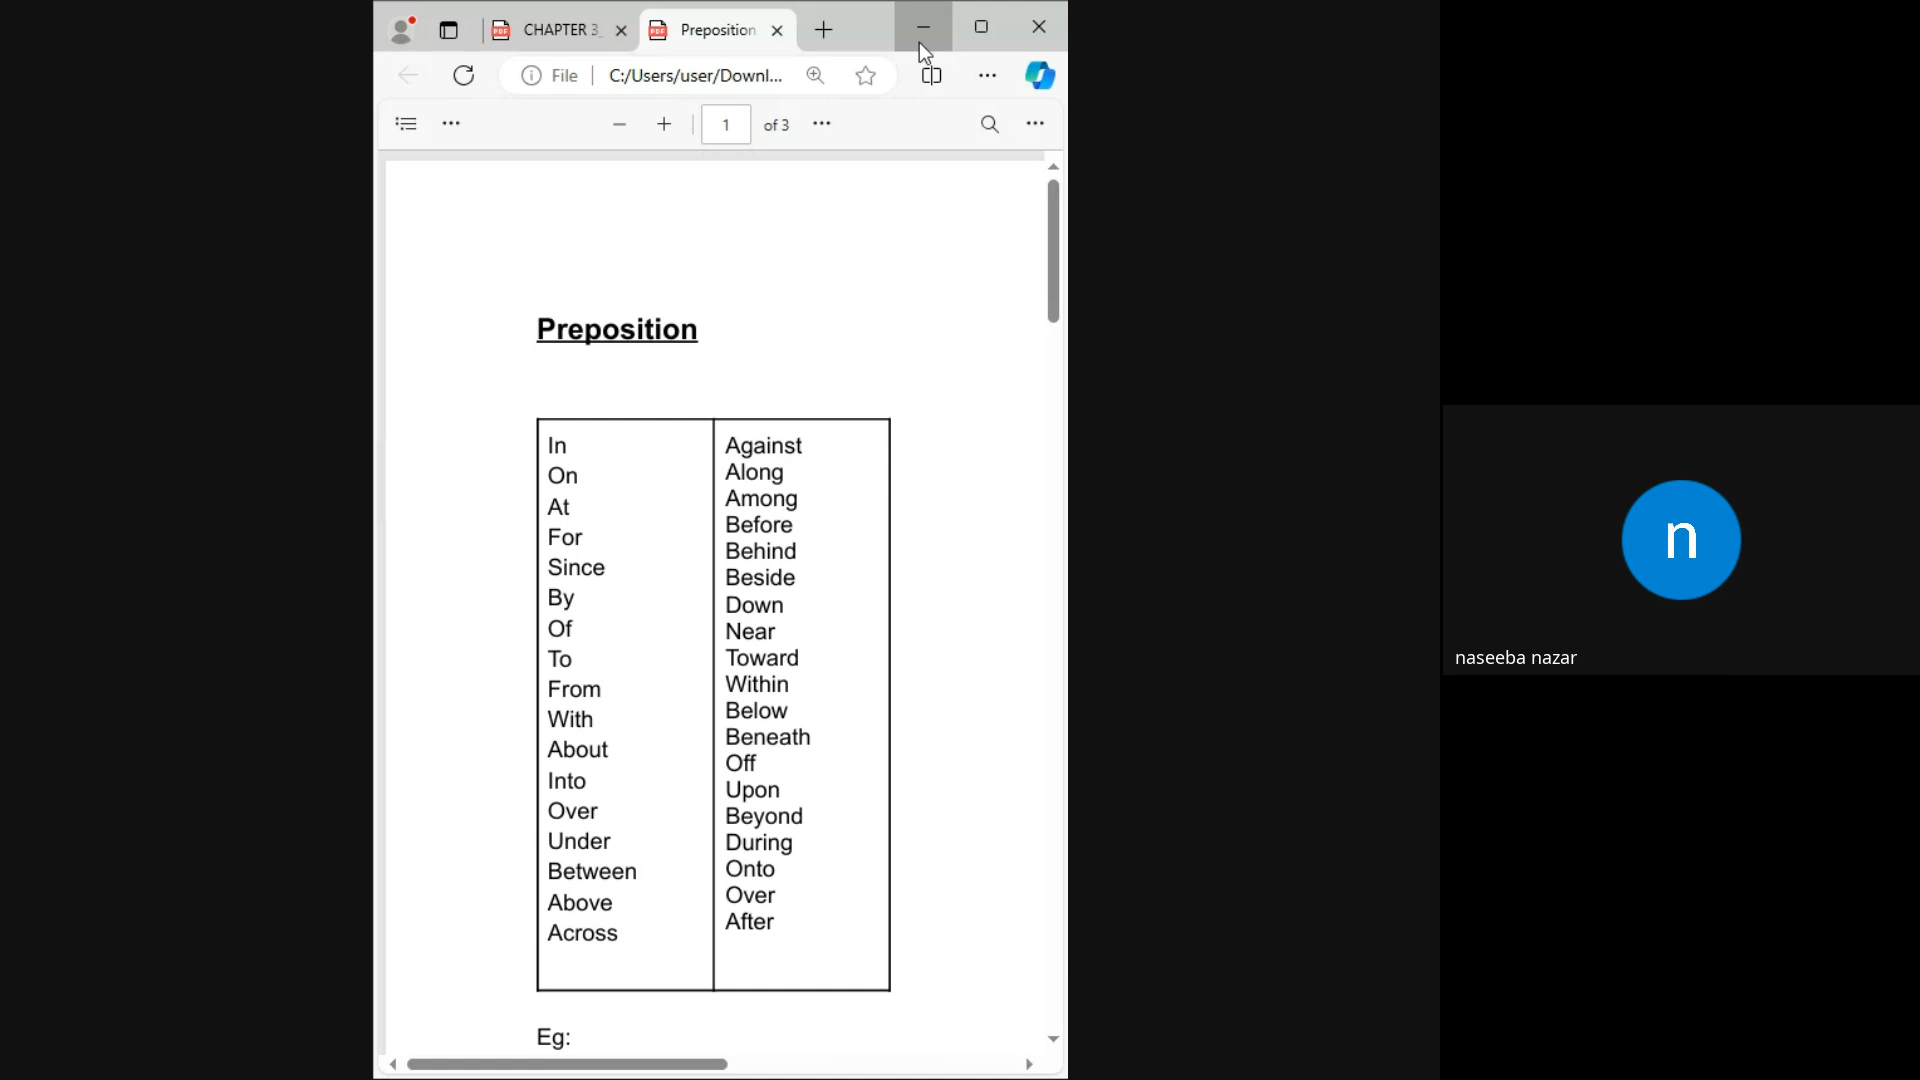 CHAPTER 3
Preposition
File
C:/Users/user/Downl...
1 of 3
Preposition
In
On
At
For
Since
By
Of
To
From
With
About
Into
Over
Under
Between
Above
Across
Against
Along
Among
Before
Behind
Beside
Down
Near
Toward
Within
Below
Beneath
Off
Upon
Beyond
During
Onto
Over
After
Eg:
n
naseeba nazar